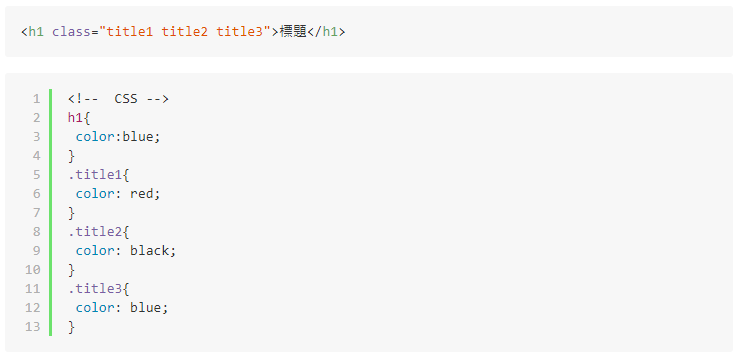 <h1 class="title1 title2 title3">標題</h1>
1 <!--  CSS -->
2 h1{
3  color:blue;
4 }
5 .title1{
6  color: red;
7 }
8 .title2{
9  color: black;
10 }
11 .title3{
12  color: blue;
13 }